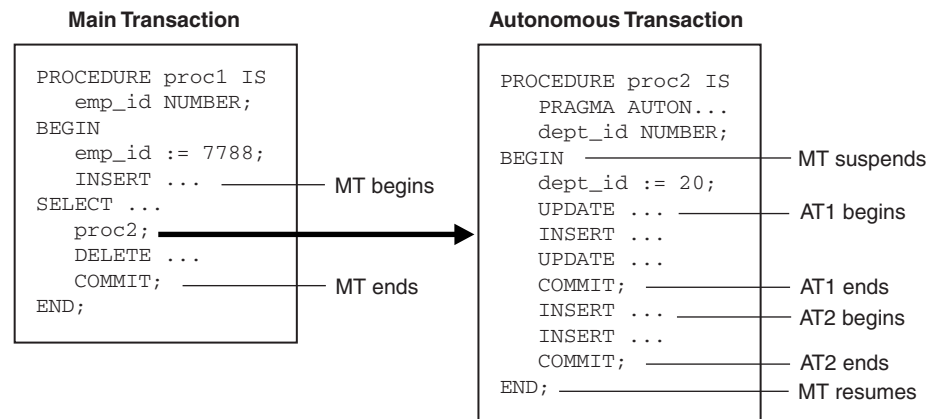 Main Transaction
PROCEDURE proc1 IS
emp_id NUMBER;
BEGIN
emp_id := 7788;
INSERT ...
MT begins
SELECT ...
proc2;
DELETE ...
COMMIT;
MT ends
END;
Autonomous Transaction
PROCEDURE proc2 IS
PRAGMA AUTON...
dept_id NUMBER;
BEGIN
MT suspends
dept_id := 20;
UPDATE ...
AT1 begins
INSERT ...
UPDATE ...
COMMIT;
AT1 ends
INSERT ...
AT2 begins
INSERT ...
COMMIT;
AT2 ends
END;
MT resumes